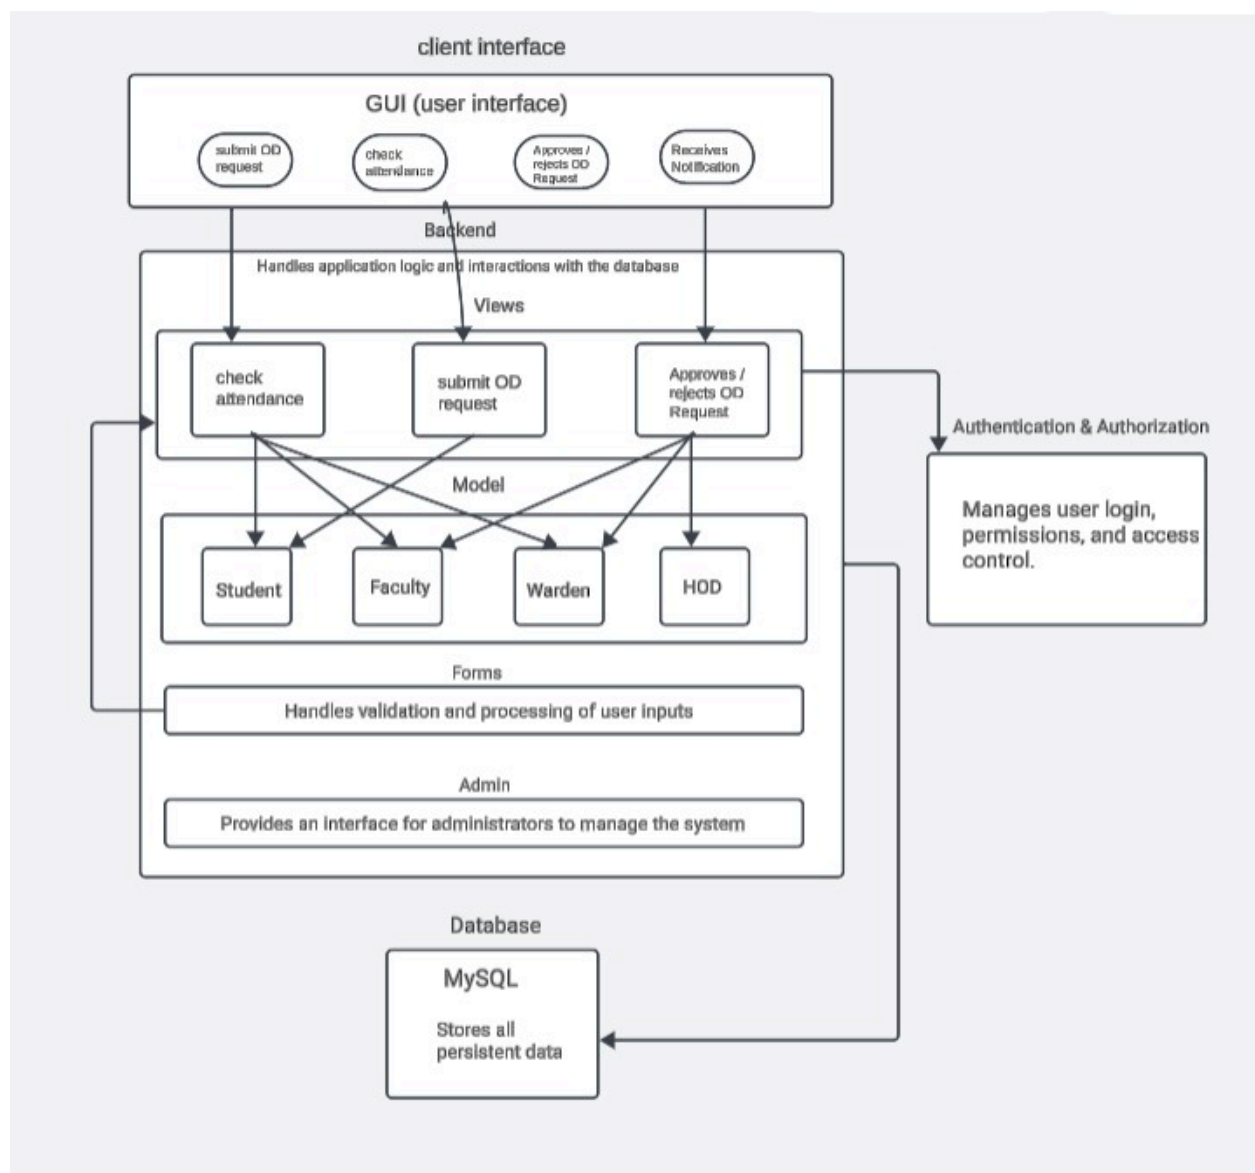 client interface
GUI (user interface)
submit OD
request
check
attendance
Approves /
rejects OD
Request
Receives
Notification
Backend
Handles application logic and interactions with the database
Views
check
attendance
submit OD
request
Approves /
rejects OD
Request
Authentication & Authorization
Manages user login,
permissions, and access
control.
Model
Student
Faculty
Warden
HOD
Forms
Handles validation and processing of user inputs
Admin
Provides an interface for administrators to manage the system
Database
MySQL
Stores all
persistent data